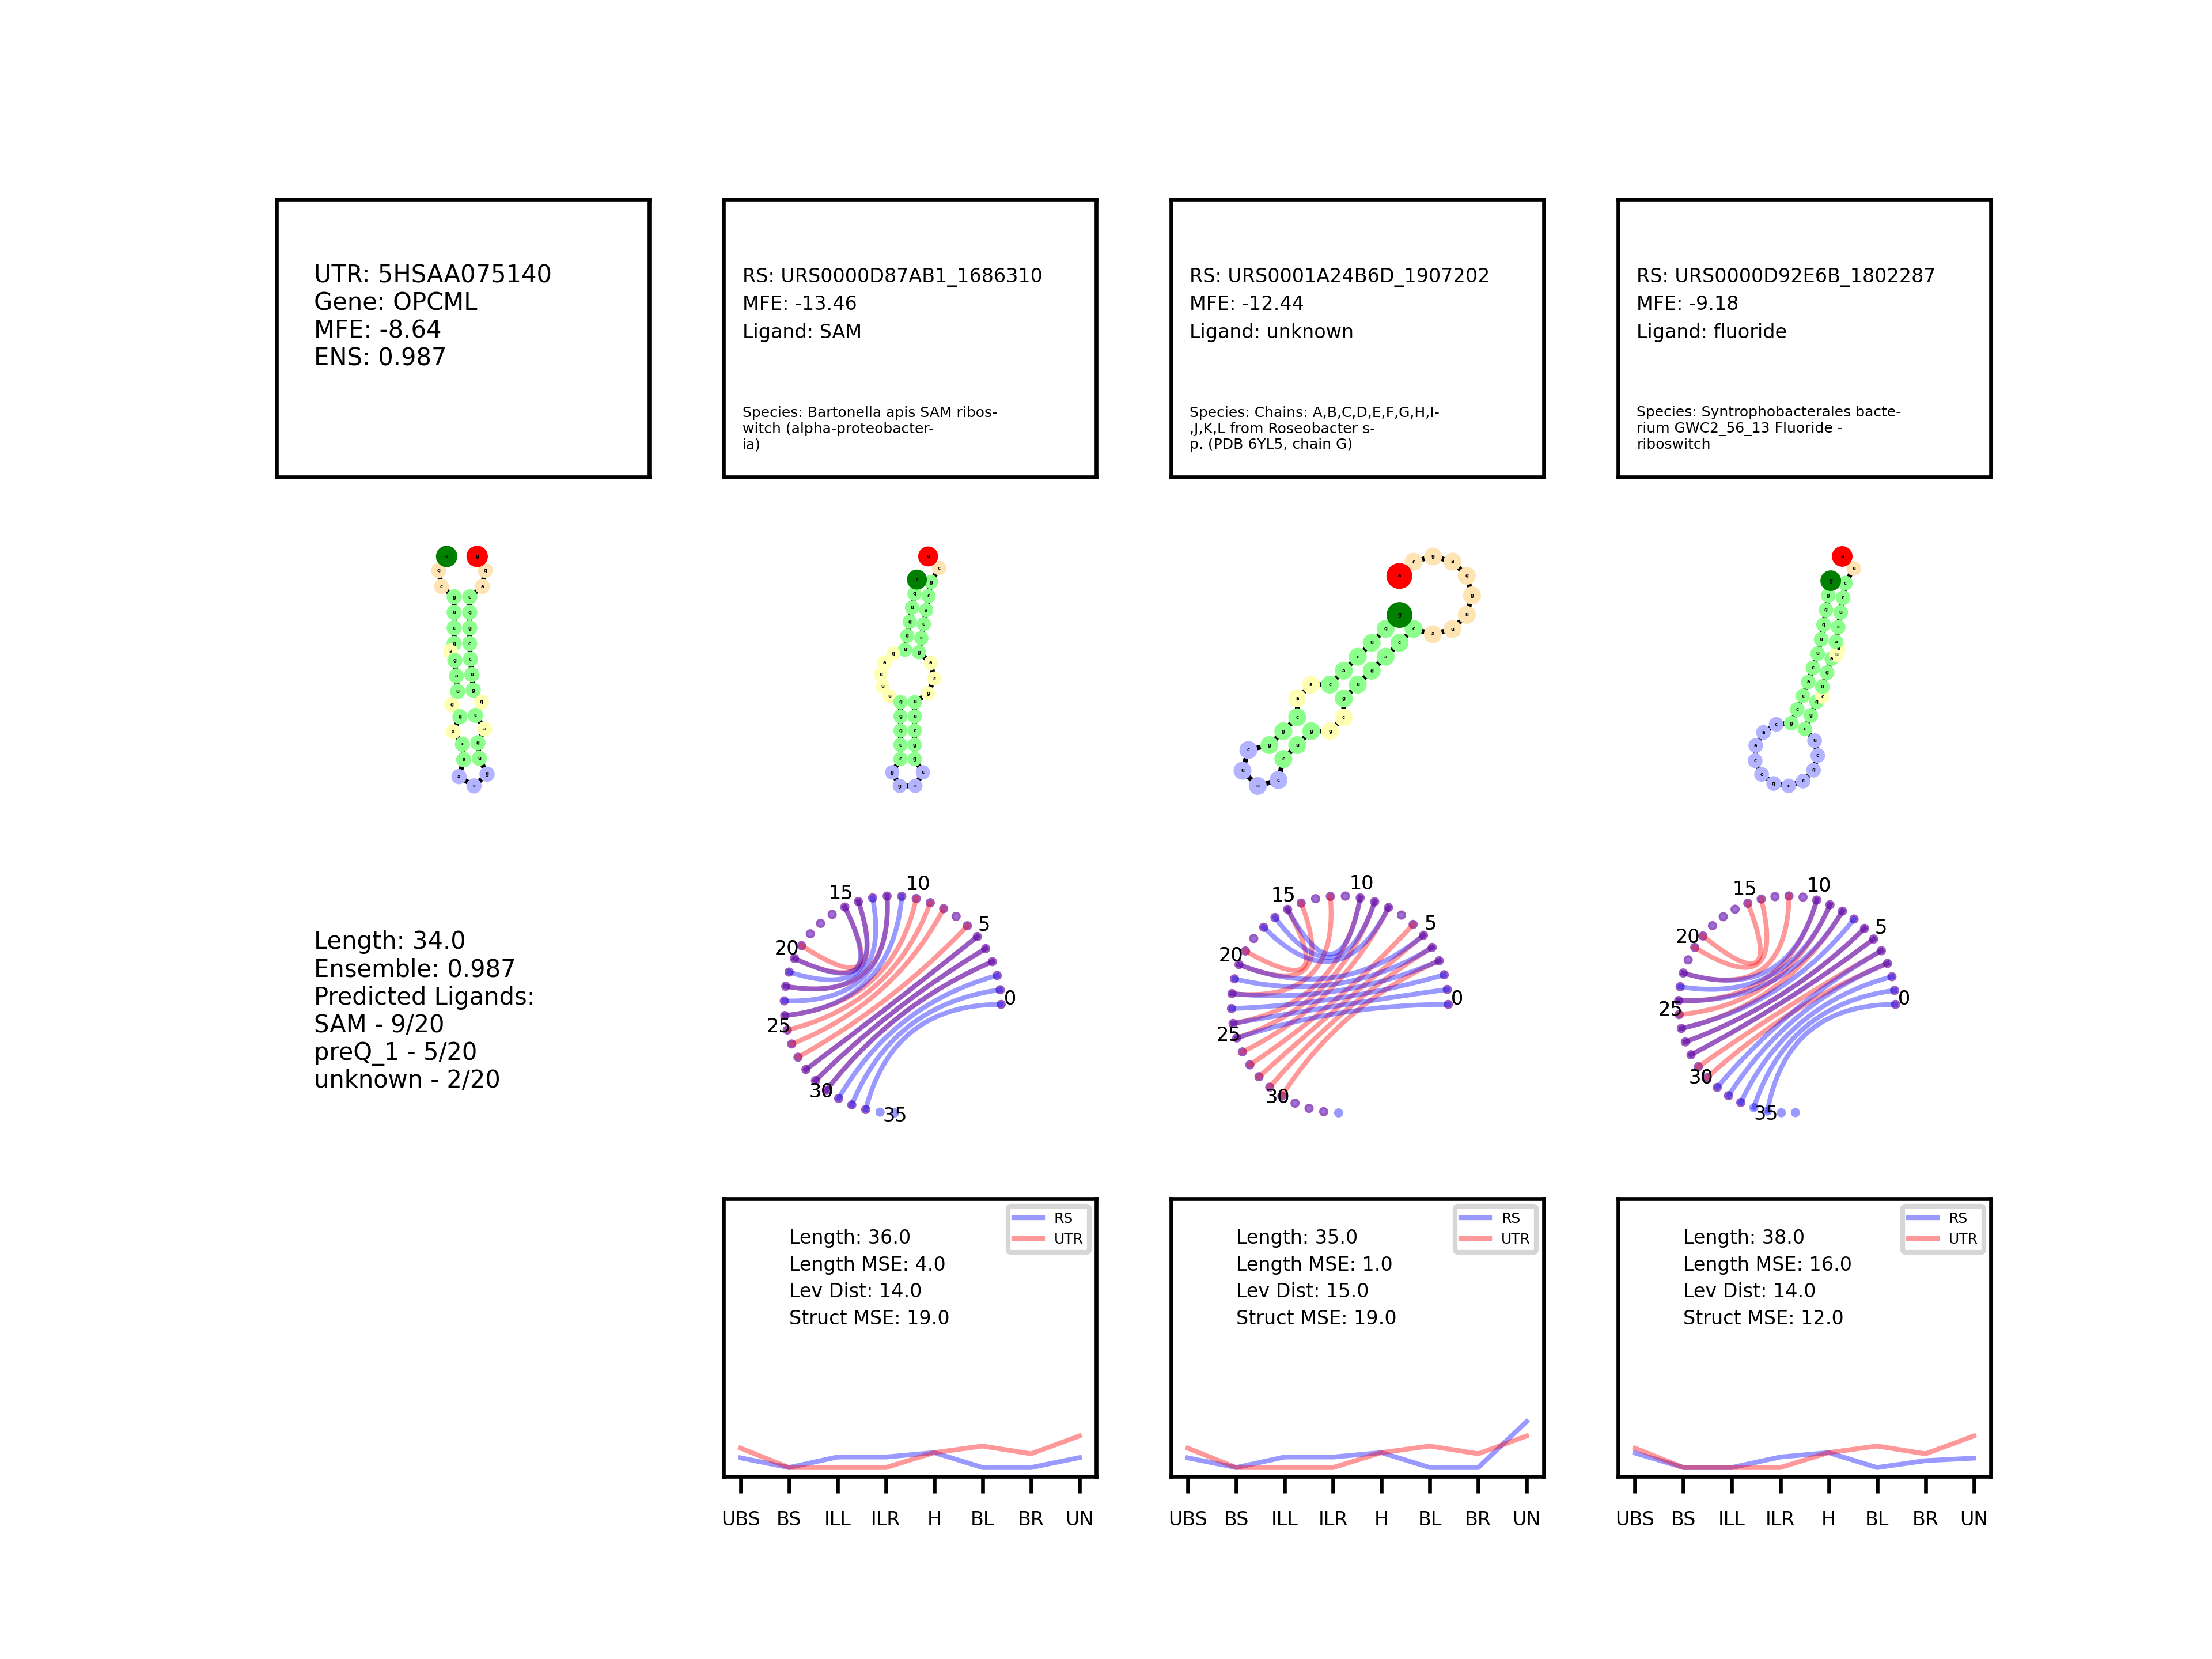 UTR: 5HSAA075140
Gene: OPCML
MFE: -8.64
ENS: 0.987
RS: URS0000D87AB1_1686310
MFE: -13.46
Ligand: SAM
Species: Bartonella apis SAM ribos-
witch (alpha-proteobacter-
ia)
RS: URS0001A24B6D_1907202
MFE: -12.44
Ligand: unknown
Species: Chains: A,B,C,D,E,F,G,H,I-
,J,K,L from Roseobacter s-
p. (PDB 6YL5, chain G)
RS: URS0000D92E6B_1802287
MFE: -9.18
Ligand: fluoride
Species: Syntrophobacterales bacte-
rium GWC2_56_13 Fluoride -
riboswitch
Length: 34.0
Ensemble: 0.987
Predicted Ligands:
SAM - 9/20
preQ_1 - 5/20
unknown - 2/20
0
5
10
15
20
25
30
35
0
5
10
15
20
25
30
0
5
10
15
20
25
30
35
RS
UTR
Length: 36.0
Length MSE: 4.0
Lev Dist: 14.0
Struct MSE: 19.0
UBS BS ILL ILR H BL BR UN
RS
UTR
Length: 35.0
Length MSE: 1.0
Lev Dist: 15.0
Struct MSE: 19.0
UBS BS ILL ILR H BL BR UN
RS
UTR
Length: 38.0
Length MSE: 16.0
Lev Dist: 14.0
Struct MSE: 12.0
UBS BS ILL ILR H BL BR UN